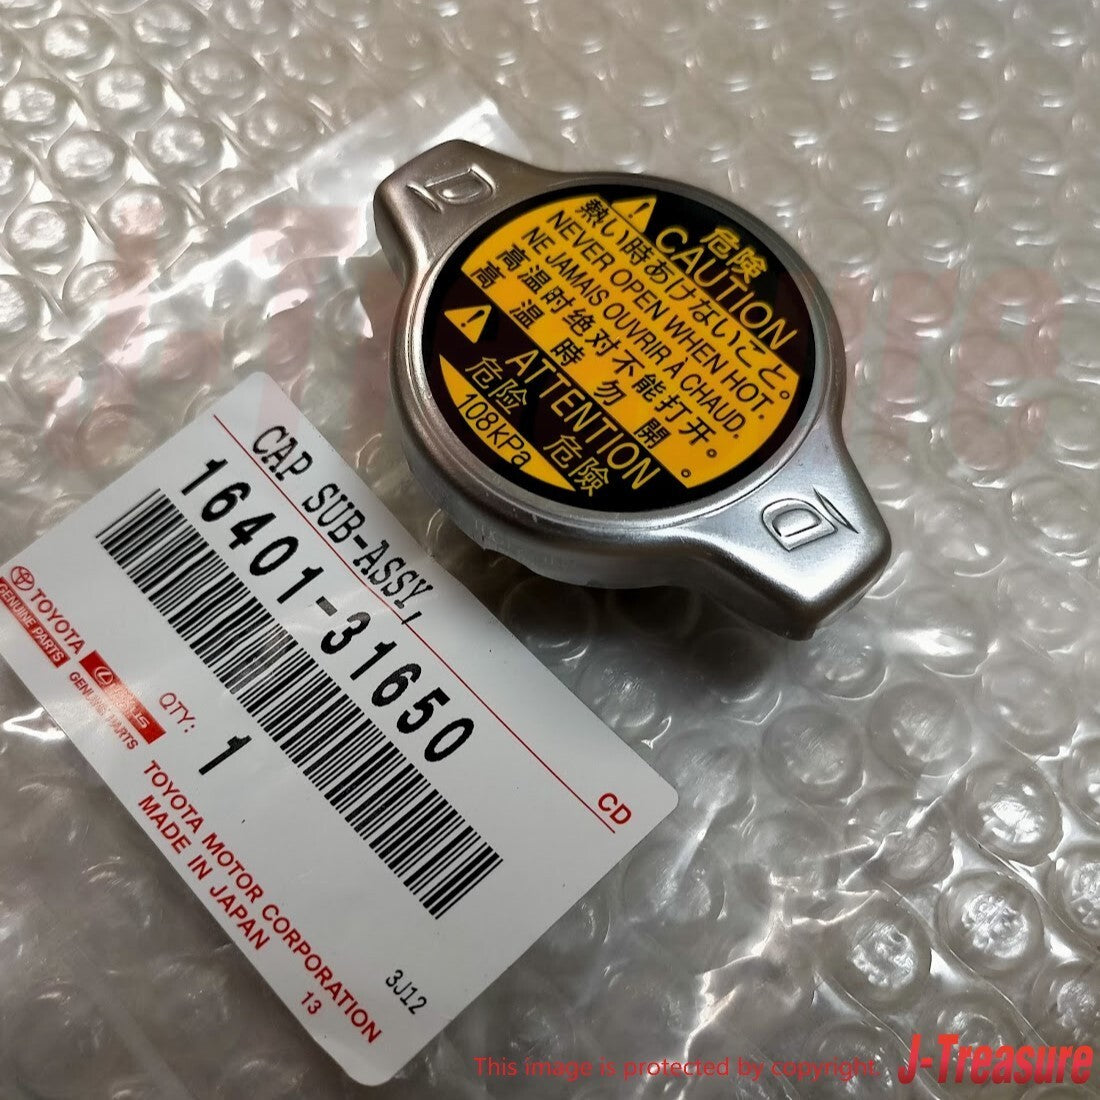 危険
CAUTION
熱い時あけないこと。
NEVER OPEN WHEN HOT.
NE JAMAIS OUVRIR A CHAUD.
高温时绝对不能打开。
高温時勿開。
ATTENTION
危险 危險
108kPa
D
D
CAP SUB-ASSY,
16401-31650
CD
TOYOTA
GENUINE PARTS
LEXUS
GENUINE PARTS
QTY:
1
TOYOTA MOTOR CORPORATION
MADE IN JAPAN
13
3J12
This image is protected by copyright.
J-Treasure